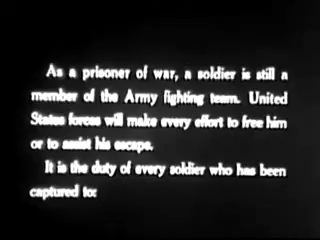 As a prisoner of war, a soldier is still a
member of the Army fighting team. United
States forces will make every effort to free him
or to assist his escape.
It is the duty of every soldier who has been
captured to: